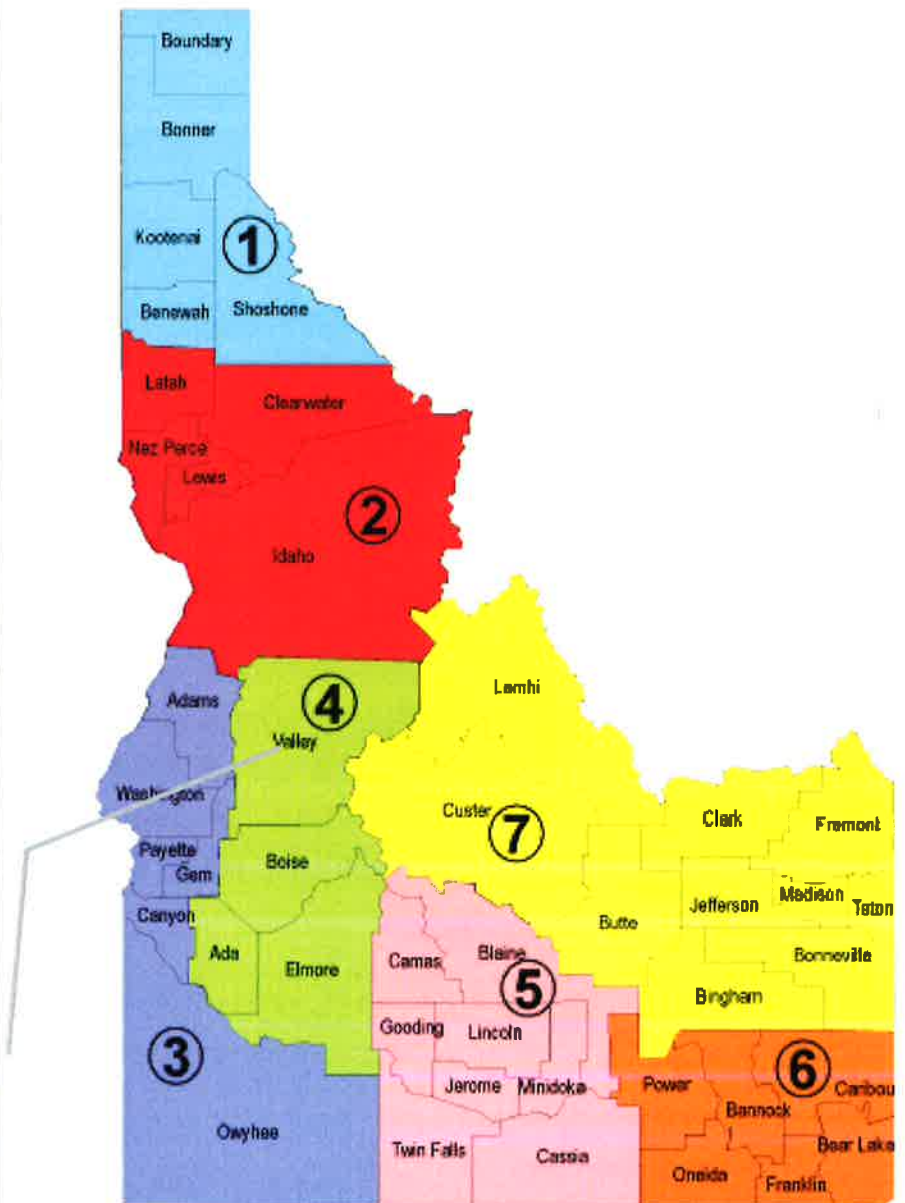 Boundary
Bonner
Kootenai
1
Benewah
Shoshone
Latah
Clearwater
Nez Perce
Lewis
2
Idaho
Adams
4
Valley
Lemhi
Washington
Custer
7
Clark
Fremont
Payette
Gem
Boise
Canyon
Butte
Jefferson
Madison
Teton
Ada
Elmore
Camas
Blaine
5
Bonneville
Bingham
3
Gooding
Lincoln
Jerome
Minidoka
Power
6
Caribou
Bannock
Owyhee
Twin Falls
Cassia
Bear Lake
Oneida
Franklin